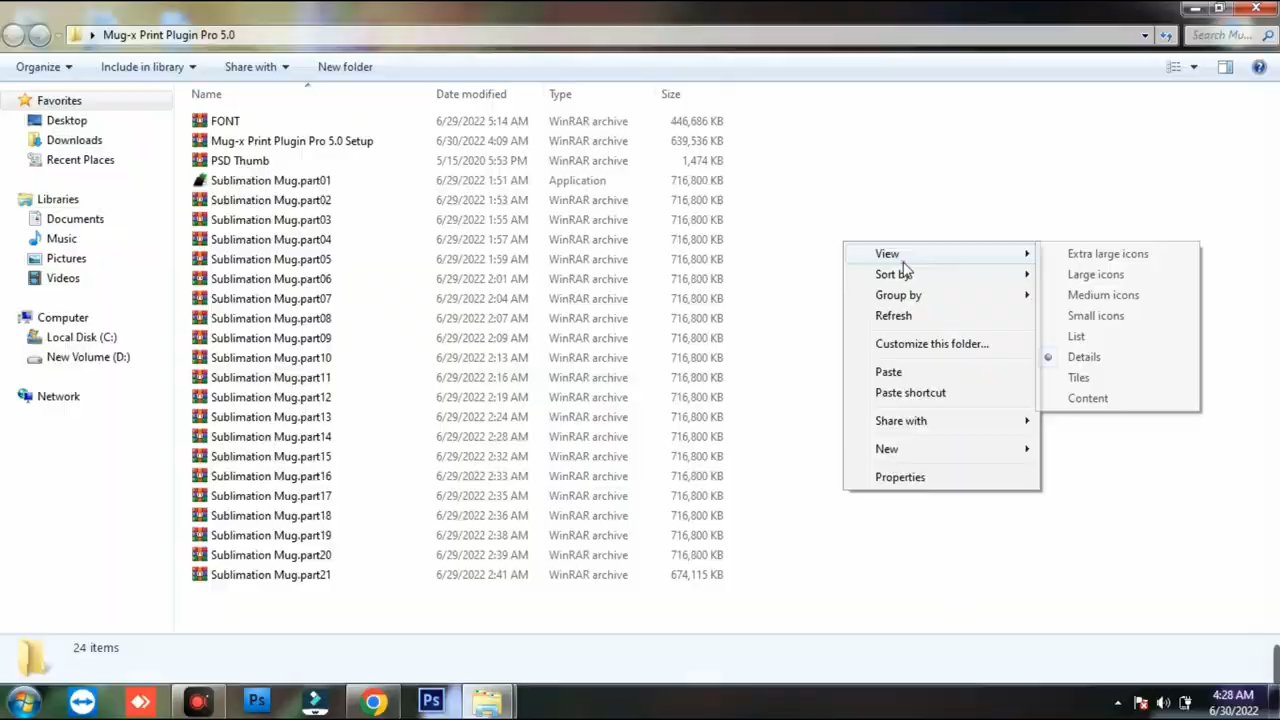 Mug-x Print Plugin Pro 5.0
Search Mu...
Organize
Include in library
Share with
New folder
Name
Date modified
Type
Size
Favorites
Desktop
Downloads
Recent Places
Libraries
Documents
Music
Pictures
Videos
Computer
Local Disk (C:)
New Volume (D:)
Network
FONT 6/29/2022 5:14 AM WinRAR archive 446,686 KB
Mug-x Print Plugin Pro 5.0 Setup 6/30/2022 4:09 AM WinRAR archive 639,536 KB
PSD Thumb 5/15/2020 5:53 PM WinRAR archive 1,474 KB
Sublimation Mug.part01 6/29/2022 1:51 AM Application 716,800 KB
Sublimation Mug.part02 6/29/2022 1:53 AM WinRAR archive 716,800 KB
Sublimation Mug.part03 6/29/2022 1:55 AM WinRAR archive 716,800 KB
Sublimation Mug.part04 6/29/2022 1:57 AM WinRAR archive 716,800 KB
Sublimation Mug.part05 6/29/2022 1:59 AM WinRAR archive 716,800 KB
Sublimation Mug.part06 6/29/2022 2:01 AM WinRAR archive 716,800 KB
Sublimation Mug.part07 6/29/2022 2:04 AM WinRAR archive 716,800 KB
Sublimation Mug.part08 6/29/2022 2:07 AM WinRAR archive 716,800 KB
Sublimation Mug.part09 6/29/2022 2:09 AM WinRAR archive 716,800 KB
Sublimation Mug.part10 6/29/2022 2:13 AM WinRAR archive 716,800 KB
Sublimation Mug.part11 6/29/2022 2:16 AM WinRAR archive 716,800 KB
Sublimation Mug.part12 6/29/2022 2:19 AM WinRAR archive 716,800 KB
Sublimation Mug.part13 6/29/2022 2:24 AM WinRAR archive 716,800 KB
Sublimation Mug.part14 6/29/2022 2:28 AM WinRAR archive 716,800 KB
Sublimation Mug.part15 6/29/2022 2:32 AM WinRAR archive 716,800 KB
Sublimation Mug.part16 6/29/2022 2:33 AM WinRAR archive 716,800 KB
Sublimation Mug.part17 6/29/2022 2:35 AM WinRAR archive 716,800 KB
Sublimation Mug.part18 6/29/2022 2:36 AM WinRAR archive 716,800 KB
Sublimation Mug.part19 6/29/2022 2:38 AM WinRAR archive 716,800 KB
Sublimation Mug.part20 6/29/2022 2:39 AM WinRAR archive 716,800 KB
Sublimation Mug.part21 6/29/2022 2:41 AM WinRAR archive 674,115 KB
View
Sort by
Group by
Refresh
Customize this folder...
Paste
Paste shortcut
Share with
New
Properties
Extra large icons
Large icons
Medium icons
Small icons
List
Details
Tiles
Content
24 items
Ps
Ps
4:28 AM
6/30/2022